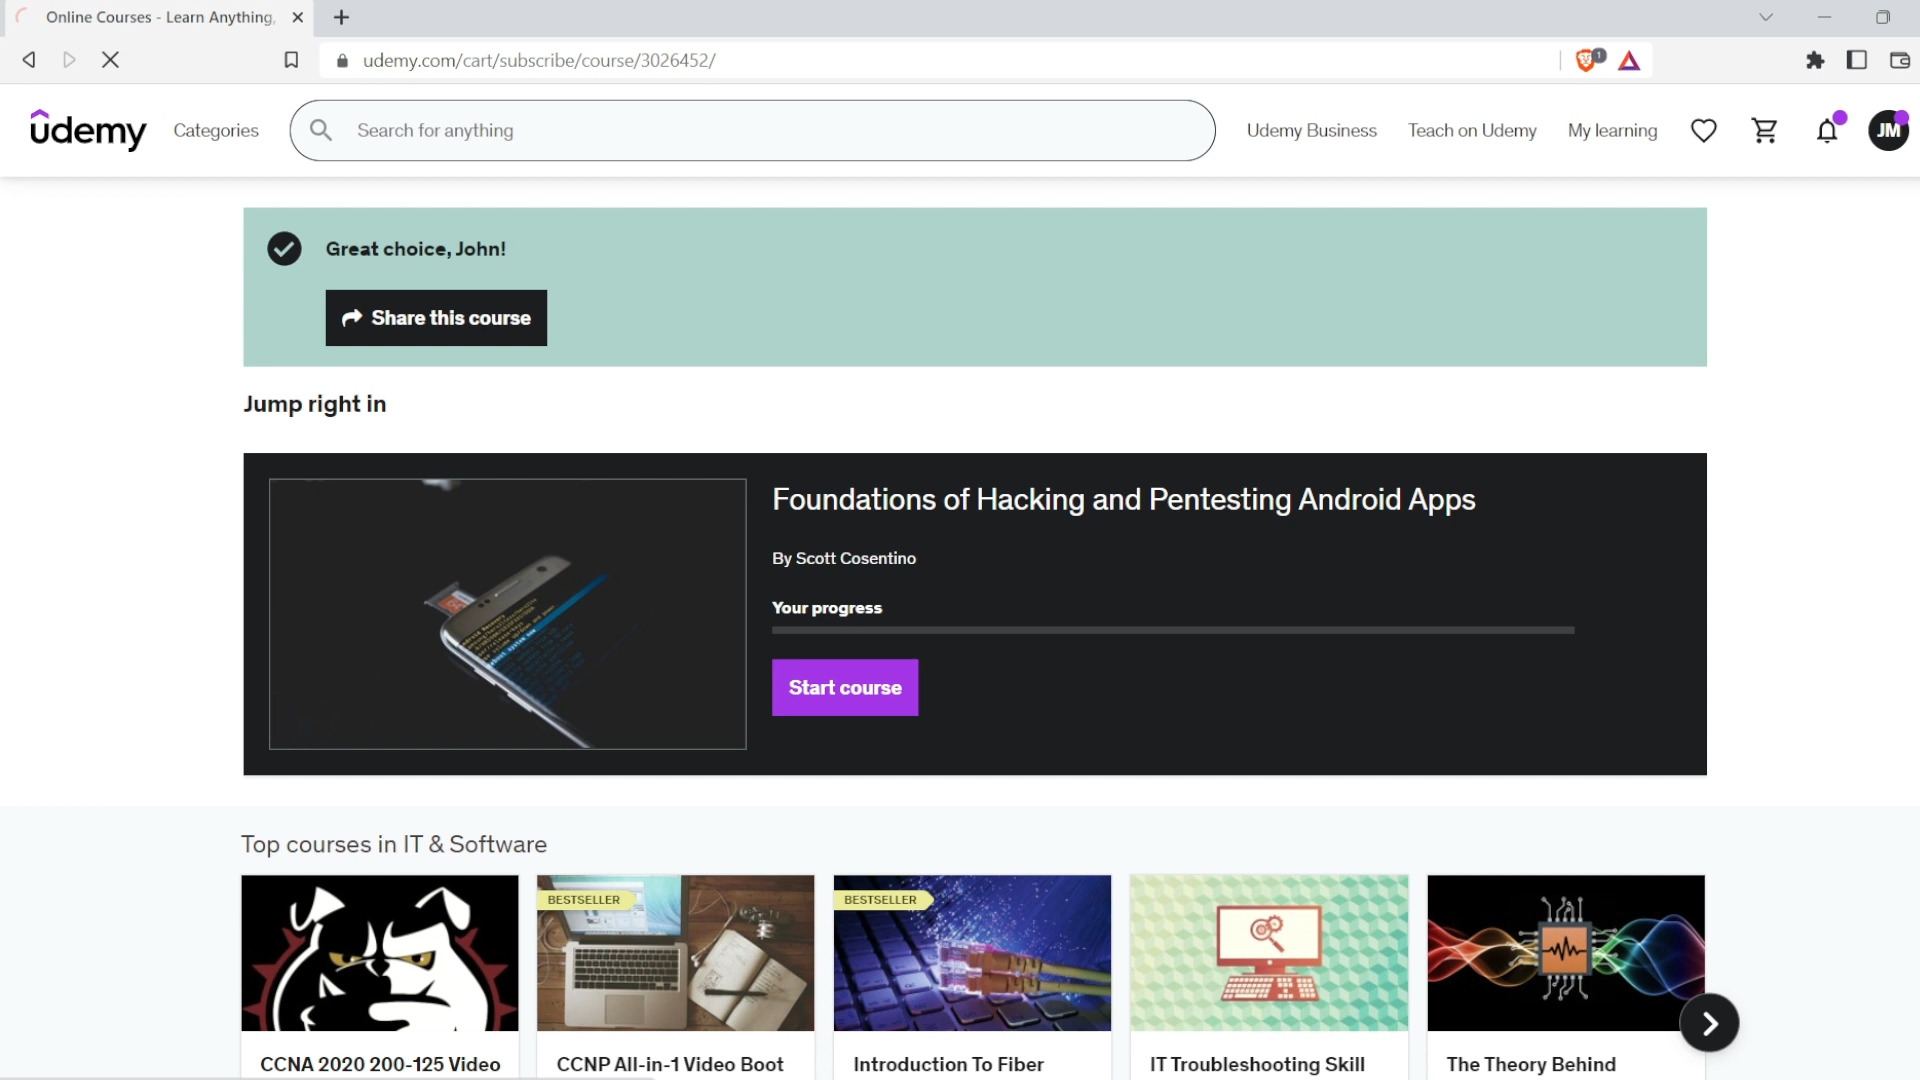 Online Courses - Learn Anything,
udemy.com/cart/subscribe/course/3026452/
1
udemy
Categories
Search for anything
Udemy Business
Teach on Udemy
My learning
JM
Great choice, John!
Share this course
Jump right in
Foundations of Hacking and Pentesting Android Apps
By Scott Cosentino
Your progress
Start course
Top courses in IT & Software
BESTSELLER
BESTSELLER
CCNA 2020 200-125 Video
CCNP All-in-1 Video Boot
Introduction To Fiber
IT Troubleshooting Skill
The Theory Behind